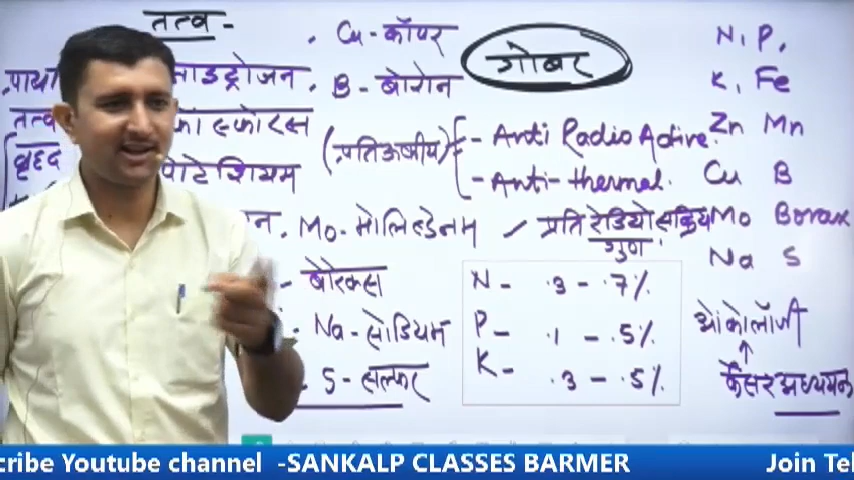 तत्व -
. Cu - कॉपर
गोबर
N, P,
.पाया
नाइट्रोजन
. B - बोरोन
K, Fe
तत्व
फॉस्फोरस
(प्रतिऊष्मीय)
- Anti Radio Active.
Zn Mn
बृहद
पोटेशियम
- Anti-thermal.
Cu B
. Mo - मोलिब्डेनम
✓ प्रति रेडियो सक्रिय
गुण
Mo Borax
- बोरेक्स
N - .3 - .7%
Na S
. Na - सोडियम
P - .1 - .5%
ओंकोलॉजी
. S - सल्फर
K - .3 - .5%
↑
कैंसर अध्ययन
cribe Youtube channel -SANKALP CLASSES BARMER Join Tel